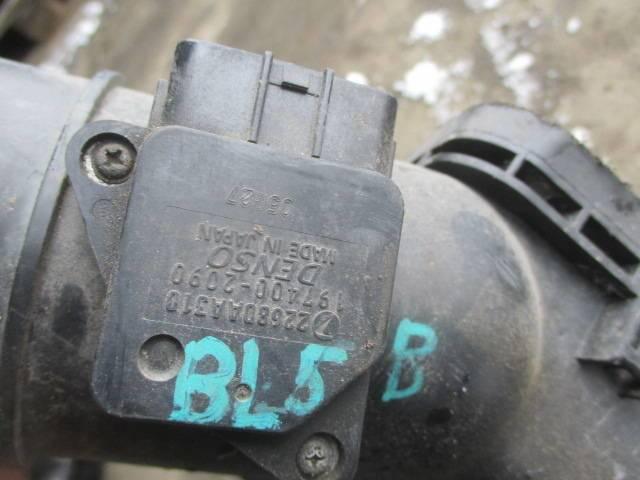 22680AA310
197400-2090
DENSO
MADE IN JAPAN
BL5 B